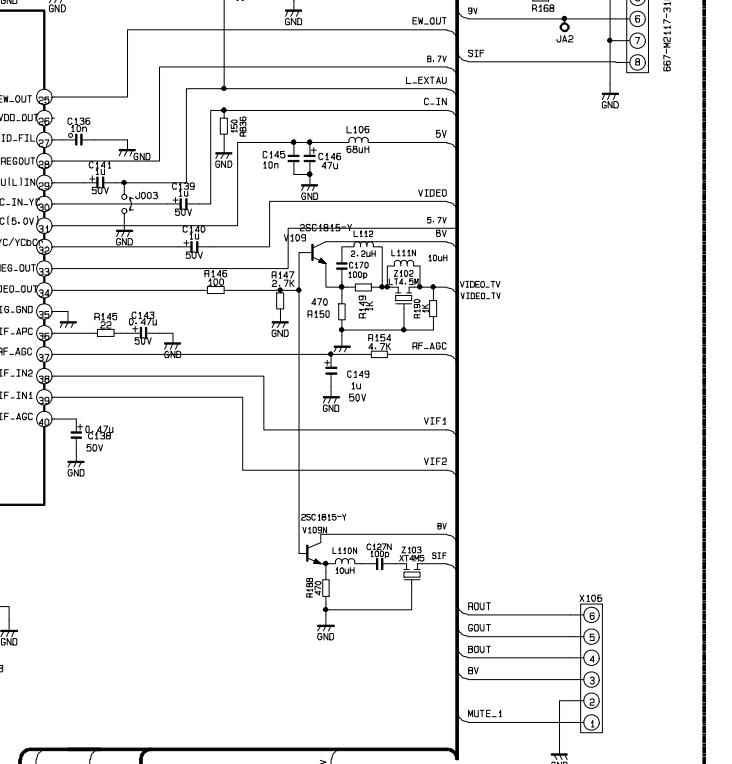 GND
GND
GND
EW_OUT
9V
R168
6
JA2
7
SIF
8
667-M2117-31
GND
8.7V
L_EXTAU
C_IN
EW_OUT
25
VDD_OUT
26
ID_FIL
27
C136
10n
GND
150
R836
GND
L106
68uH
5V
C145
10n
C146
47u
GND
REGOUT
28
U(L)IN
29
C141
1u
50V
C139
1u
50V
J003
GND
C_IN_YC
30
C(5.0V)
31
VIDEO
5.7V
C140
1u
50V
Y/C/YCbC
32
2SC1815-Y
V109
L112
2.2uH
C170
100p
L111N
Z102
LT4.5M
8V
10uH
EG_OUT
33
R146
100
R147
2.7K
GND
DEO_OUT
34
470
R150
R149
1K
R190
1K
VIDEO_TV
VIDEO_TV
IG_GND
35
IF_APC
36
R145
22
C143
0.47u
50V
GND
R154
4.7K
RF_AGC
RF_AGC
37
IF_IN2
38
C149
1u
50V
GND
IF_IN1
39
IF_AGC
40
0.47u
C138
50V
GND
VIF1
VIF2
2SC1815-Y
V109N
8V
L110N
10uH
C127N
100p
Z103
XT4M5
SIF
R188
470
GND
GND
X106
ROUT
6
GOUT
5
BOUT
4
8V
3
2
MUTE_1
1